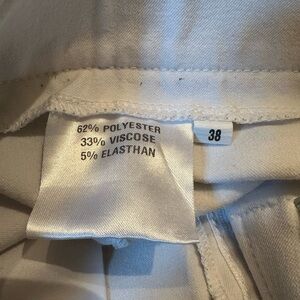 62% POLYESTER
33% VISCOSE
5% ELASTHAN
38